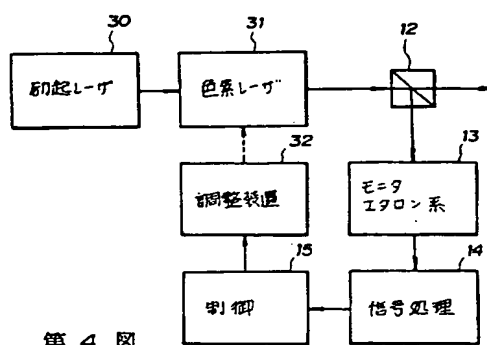 30
31
12
励起レーザ
色素レーザ
32
13
調整装置
モニタ
エタロン系
15
14
制御
信号処理
第4図